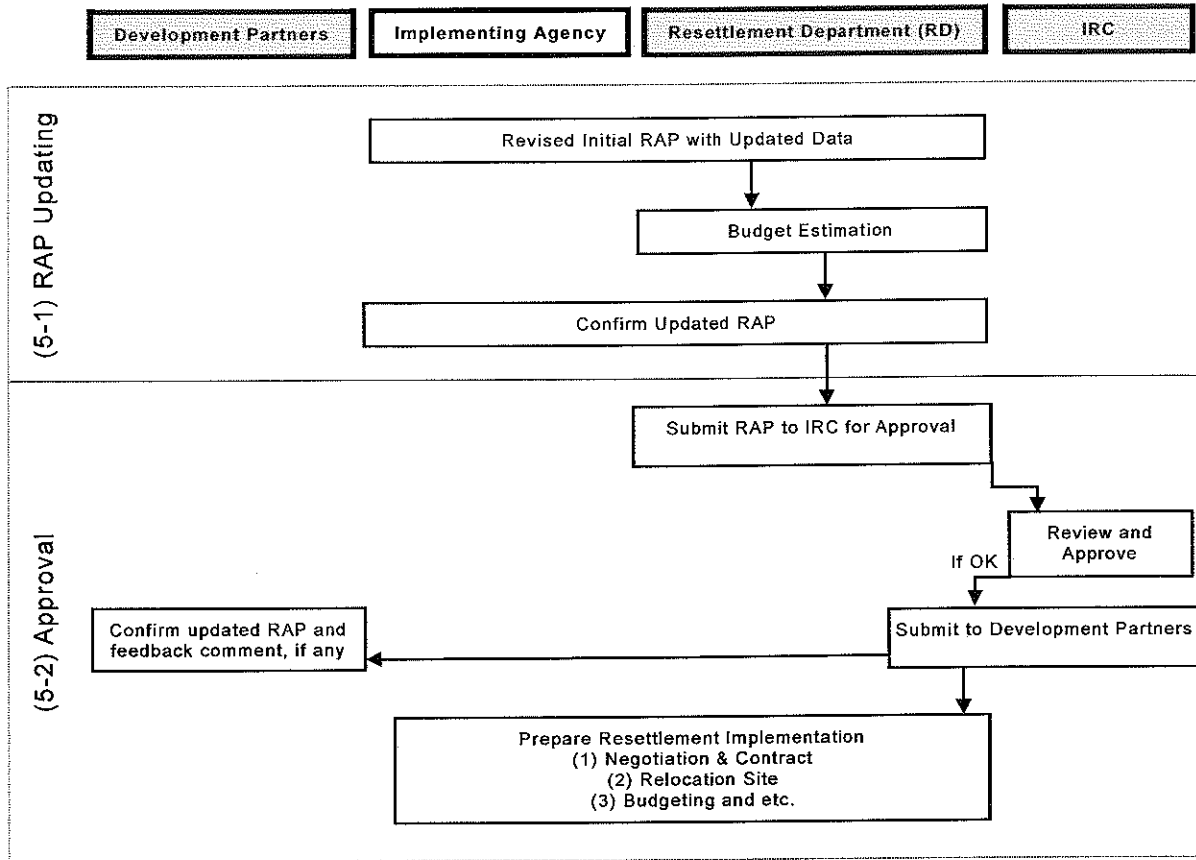 Development Partners
Implementing Agency
Resettlement Department (RD)
IRC
(5-1) RAP Updating
Revised Initial RAP with Updated Data
Budget Estimation
Confirm Updated RAP
(5-2) Approval
Submit RAP to IRC for Approval
Review and
Approve
If OK
Submit to Development Partners
Confirm updated RAP and
feedback comment, if any
Prepare Resettlement Implementation
(1) Negotiation & Contract
(2) Relocation Site
(3) Budgeting and etc.